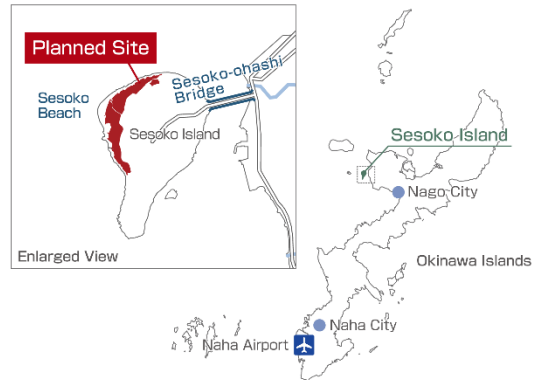 Planned Site
Sesoko-ohashi
Bridge
Sesoko
Beach
Sesoko Island
Enlarged View
Sesoko Island
Nago City
Okinawa Islands
Naha City
Naha Airport